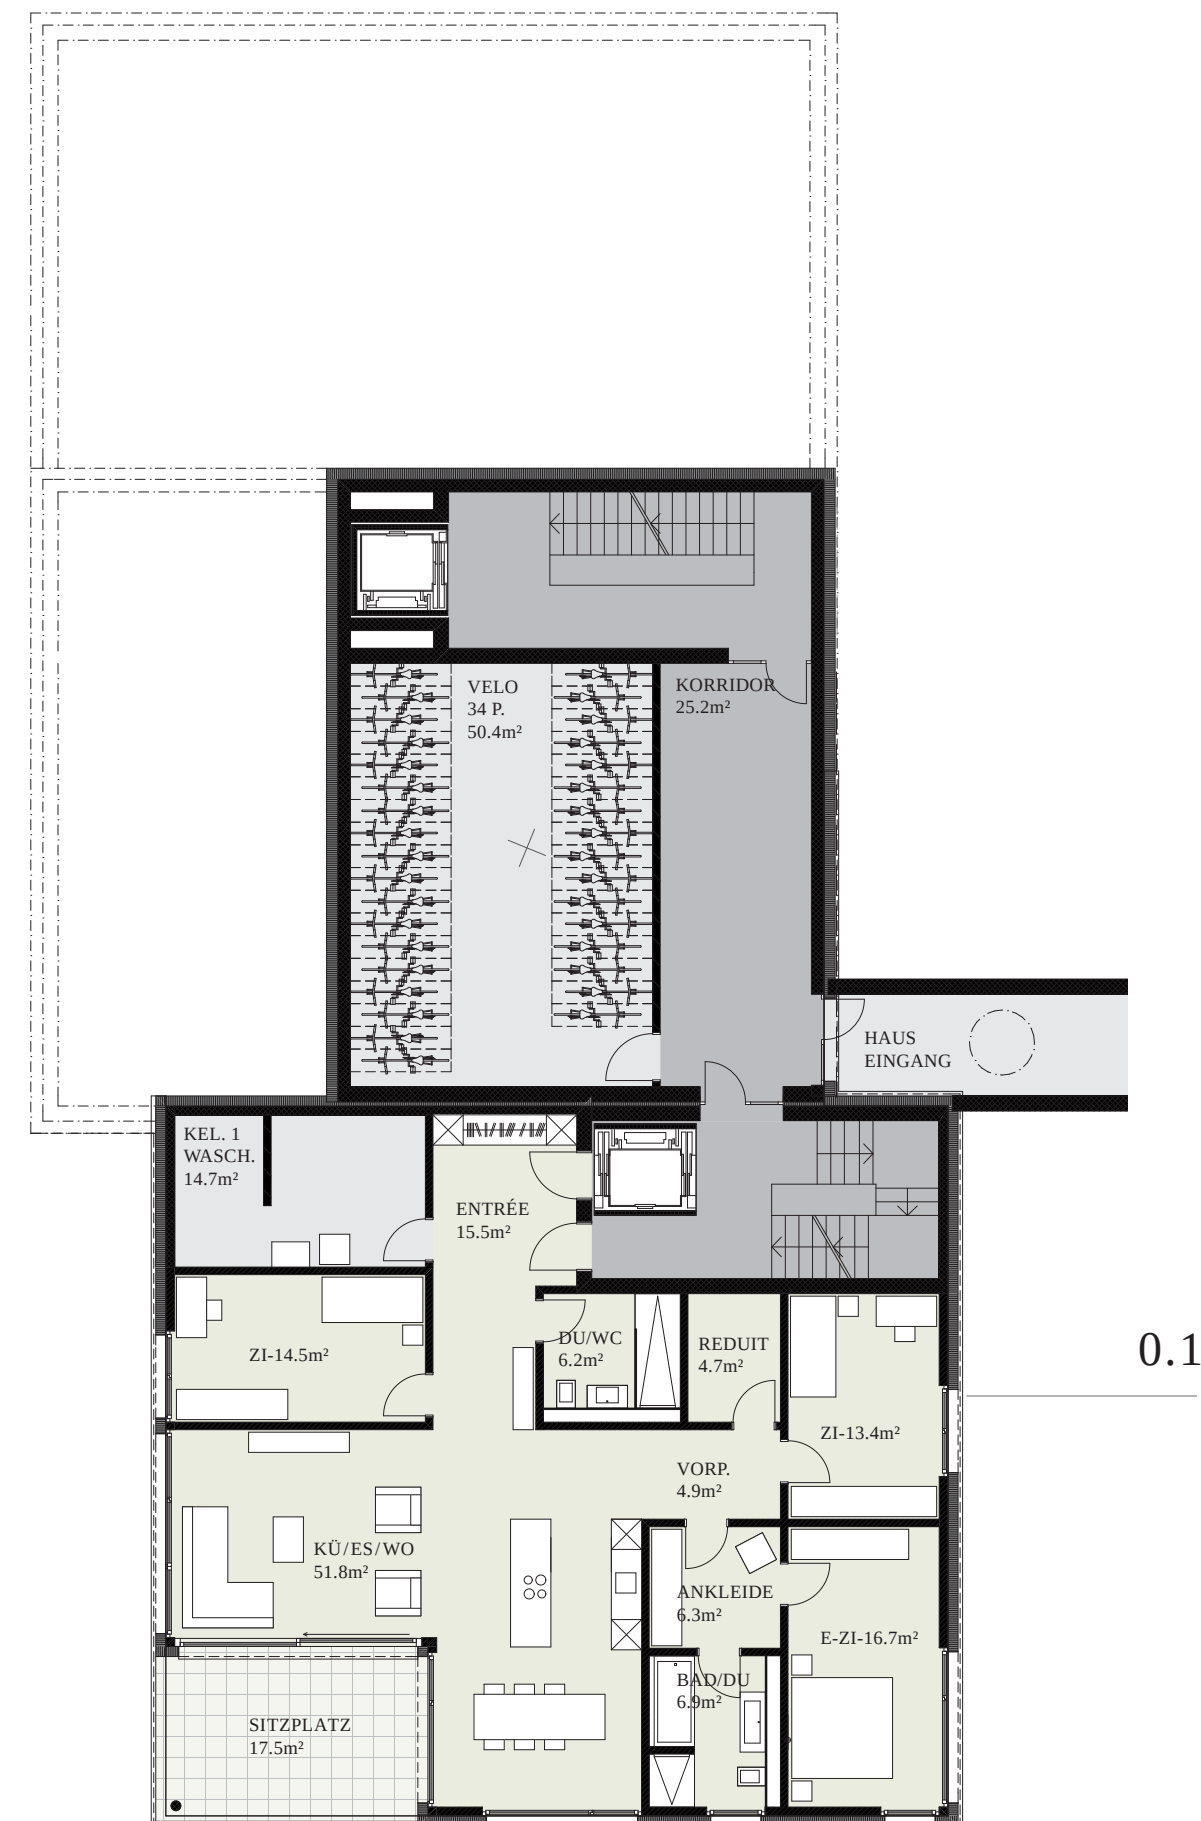 VELO
34 P.
50.4m²
KORRIDOR
25.2m²
HAUS
EINGANG
KEL. 1
WASCH.
14.7m²
ENTRÉE
15.5m²
ZI-14.5m²
DU/WC
6.2m²
REDUIT
4.7m²
0.1
ZI-13.4m²
VORP.
4.9m²
KÜ/ES/WO
51.8m²
ANKLEIDE
6.3m²
E-ZI-16.7m²
BAD/DU
6.9m²
SITZPLATZ
17.5m²